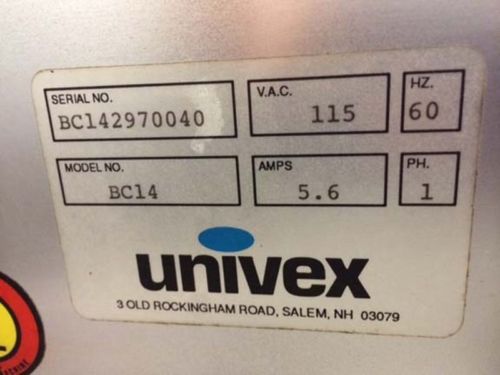 SERIAL NO.
BC142970040
V.A.C.
115
HZ.
60
MODEL NO.
BC14
AMPS
5.6
PH.
1
univex
3 OLD ROCKINGHAM ROAD, SALEM, NH 03079